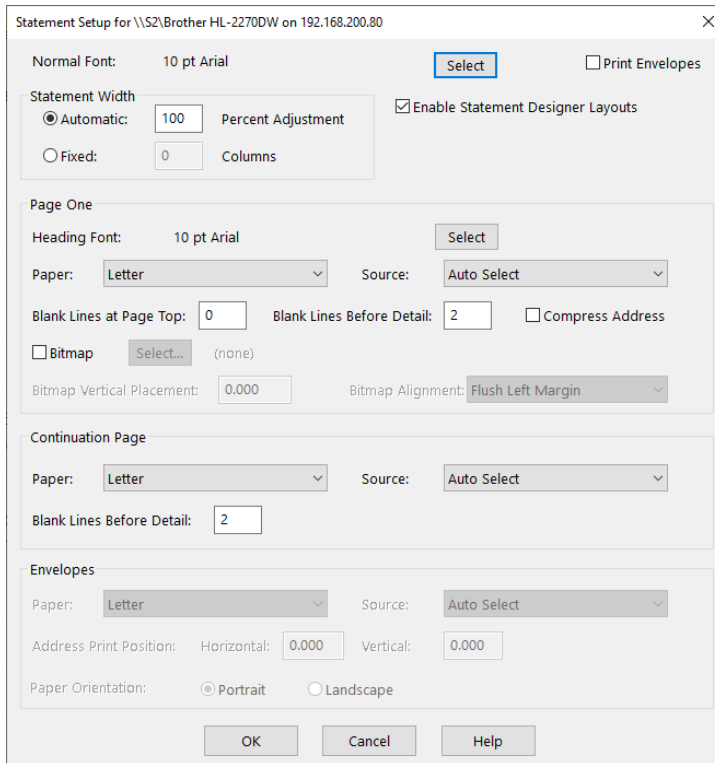 Statement Setup for \\S2\Brother HL-2270DW on 192.168.200.80
Normal Font: 10 pt Arial Select Print Envelopes
Statement Width
Enable Statement Designer Layouts
Automatic: 100 Percent Adjustment
Fixed: 0 Columns
Page One
Heading Font: 10 pt Arial Select
Paper: Letter Source: Auto Select
Blank Lines at Page Top: 0 Blank Lines Before Detail: 2 Compress Address
Bitmap Select... (none)
Bitmap Vertical Placement: 0.000 Bitmap Alignment: Flush Left Margin
Continuation Page
Paper: Letter Source: Auto Select
Blank Lines Before Detail: 2
Envelopes
Paper: Letter Source: Auto Select
Address Print Position: Horizontal: 0.000 Vertical: 0.000
Paper Orientation: Portrait Landscape
OK Cancel Help